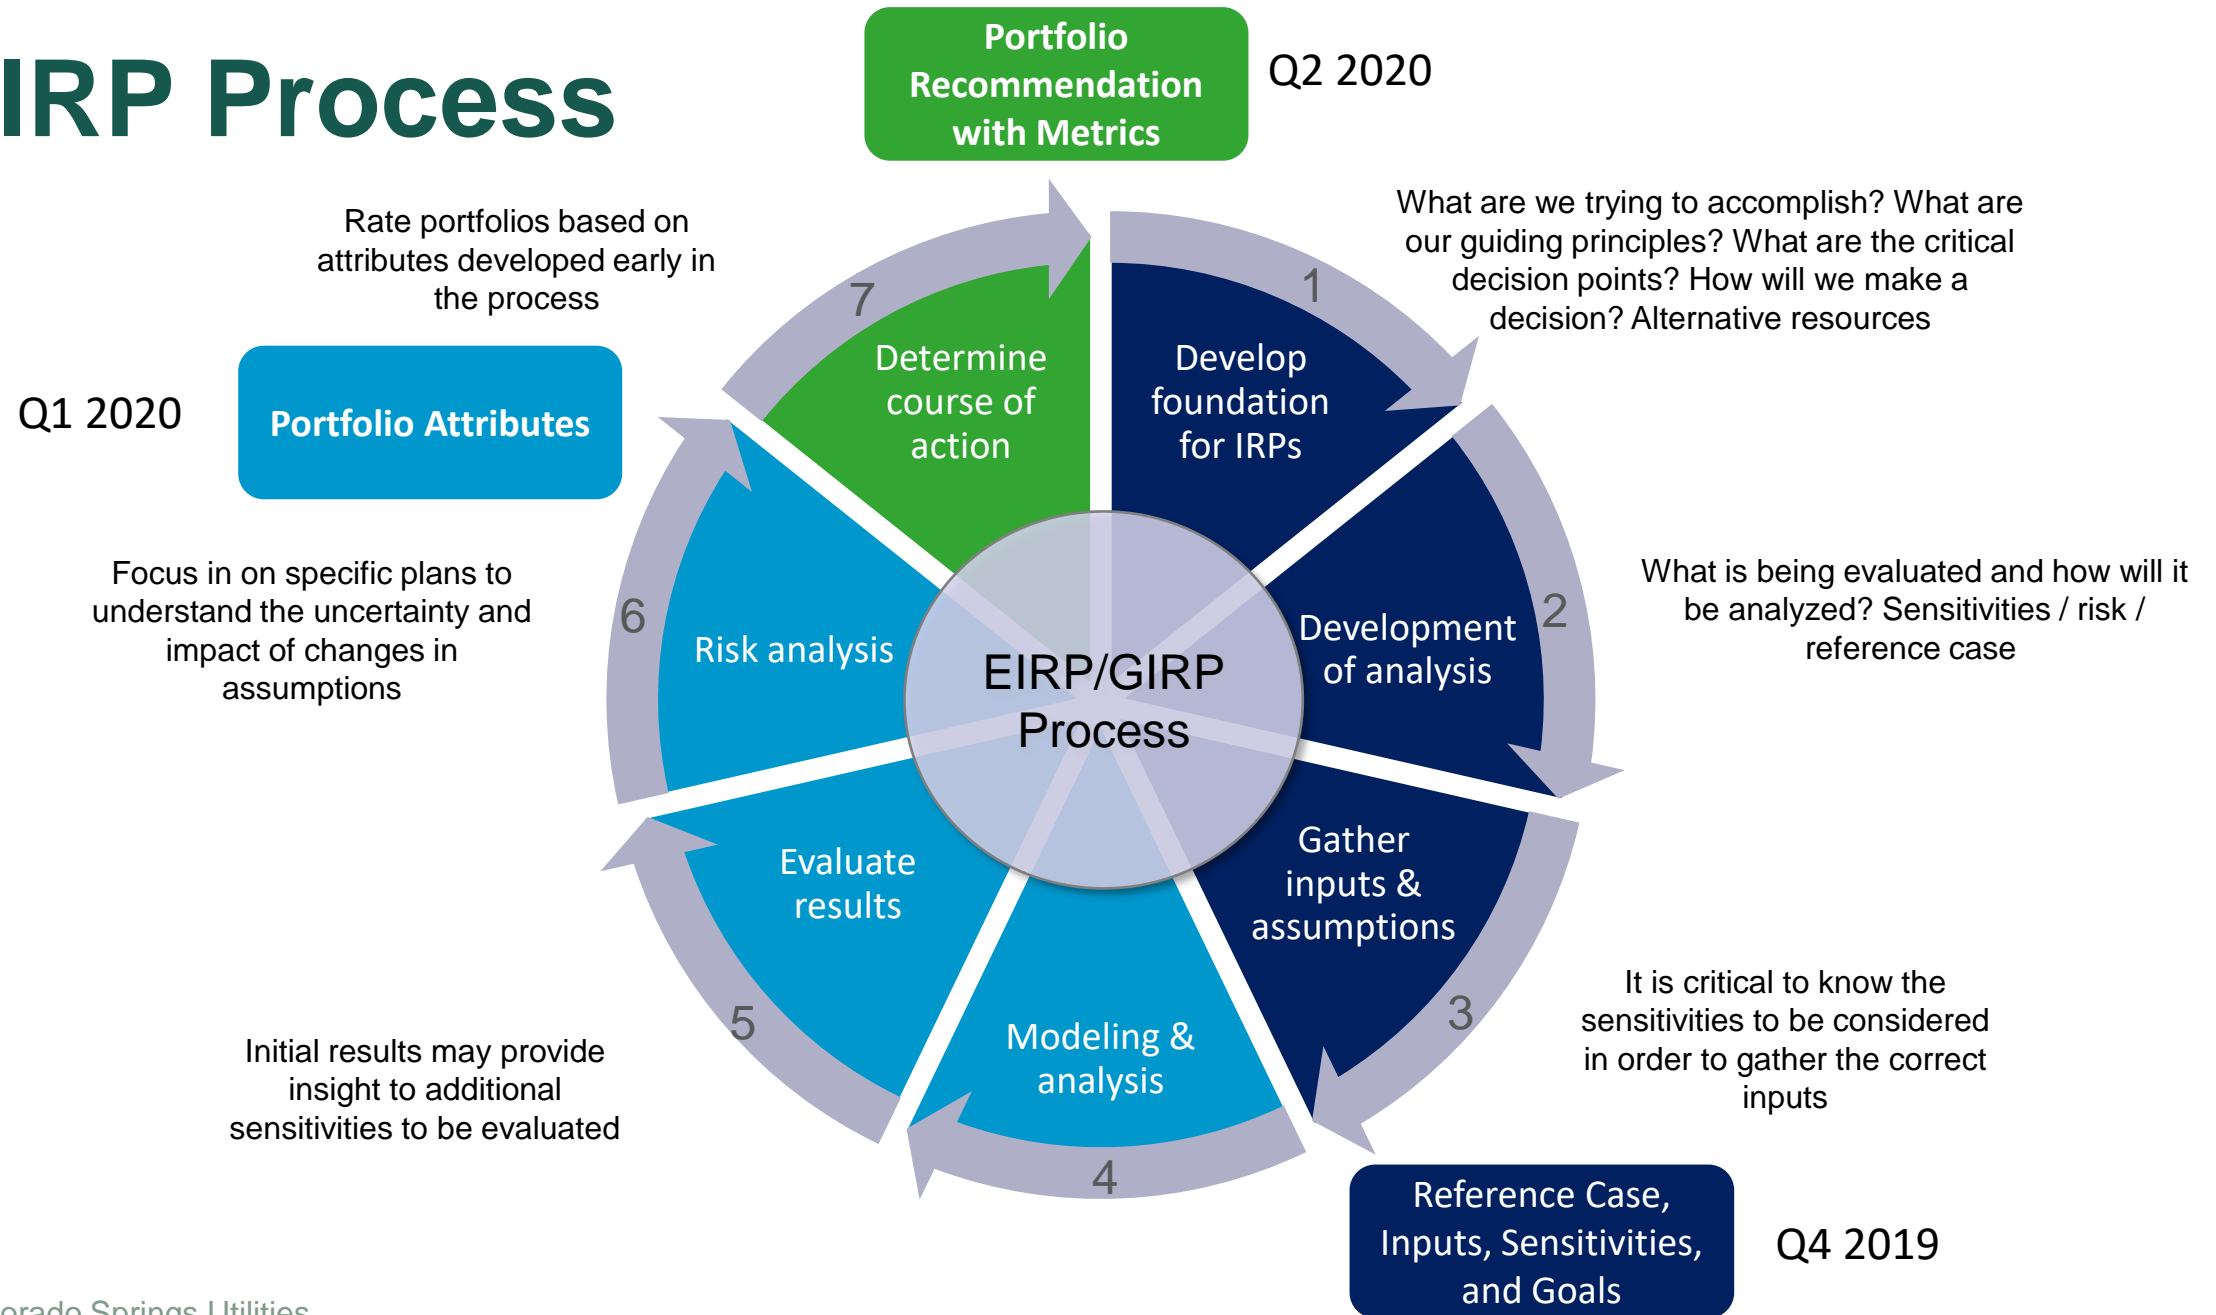 IRP Process
Portfolio
Recommendation
with Metrics
Q2 2020
What are we trying to accomplish? What are
our guiding principles? What are the critical
decision points? How will we make a
decision? Alternative resources
Rate portfolios based on
attributes developed early in
the process
1
7
Determine
course of
action
Develop
foundation
for IRPs
Q1 2020
Portfolio Attributes
Focus in on specific plans to
understand the uncertainty and
impact of changes in
assumptions
6
Risk analysis
EIRP/GIRP
Process
Development
of analysis
2
What is being evaluated and how will it
be analyzed? Sensitivities / risk /
reference case
Evaluate
results
Gather
inputs &
assumptions
5
Initial results may provide
insight to additional
sensitivities to be evaluated
Modeling &
analysis
4
3
It is critical to know the
sensitivities to be considered
in order to gather the correct
inputs
Reference Case,
Inputs, Sensitivities,
and Goals
Q4 2019
orado Springs Utilities